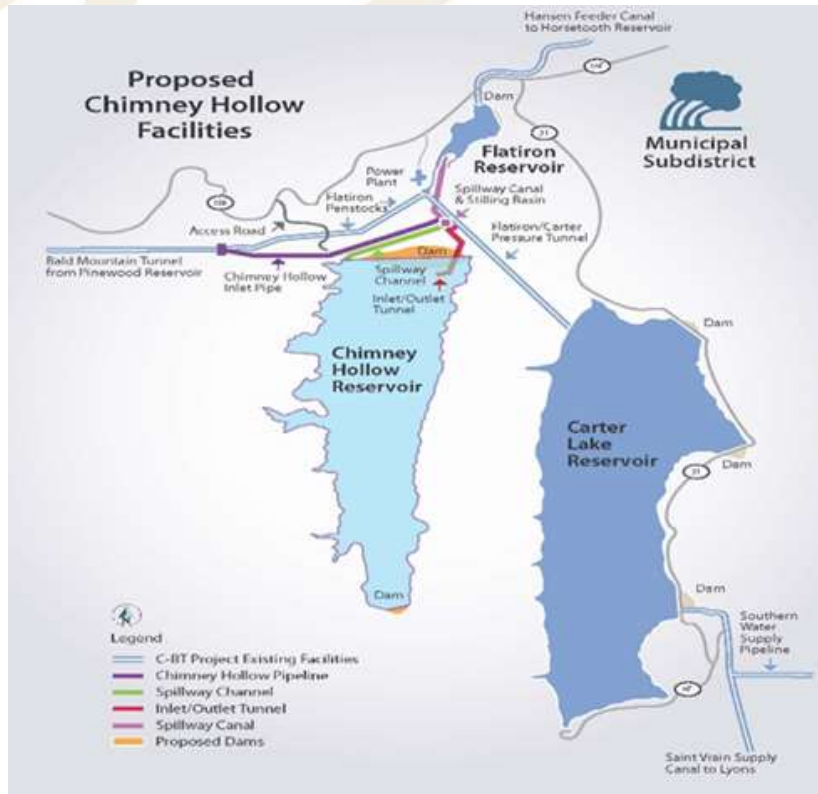 Hansen Feeder Canal
to Horsetooth Reservoir
Proposed
Chimney Hollow
Facilities
Dam
31
Municipal
Subdistrict
Flatiron
Reservoir
Power
Plant
Flatiron
Penstocks
Spillway Canal
& Stilling Basin
Access Road
Flatiron/Carter
Pressure Tunnel
Bald Mountain Tunnel
from Pinewood Reservoir
Chimney Hollow
Inlet Pipe
Dam
Spillway
Channel
Inlet/Outlet
Tunnel
Dam
Chimney
Hollow
Reservoir
Carter
Lake
Reservoir
Dam
31
Dam
Dam
Southern
Water
Supply
Pipeline
Legend
C-BT Project Existing Facilities
Chimney Hollow Pipeline
Spillway Channel
Inlet/Outlet Tunnel
Spillway Canal
Proposed Dams
Saint Vrain Supply
Canal to Lyons